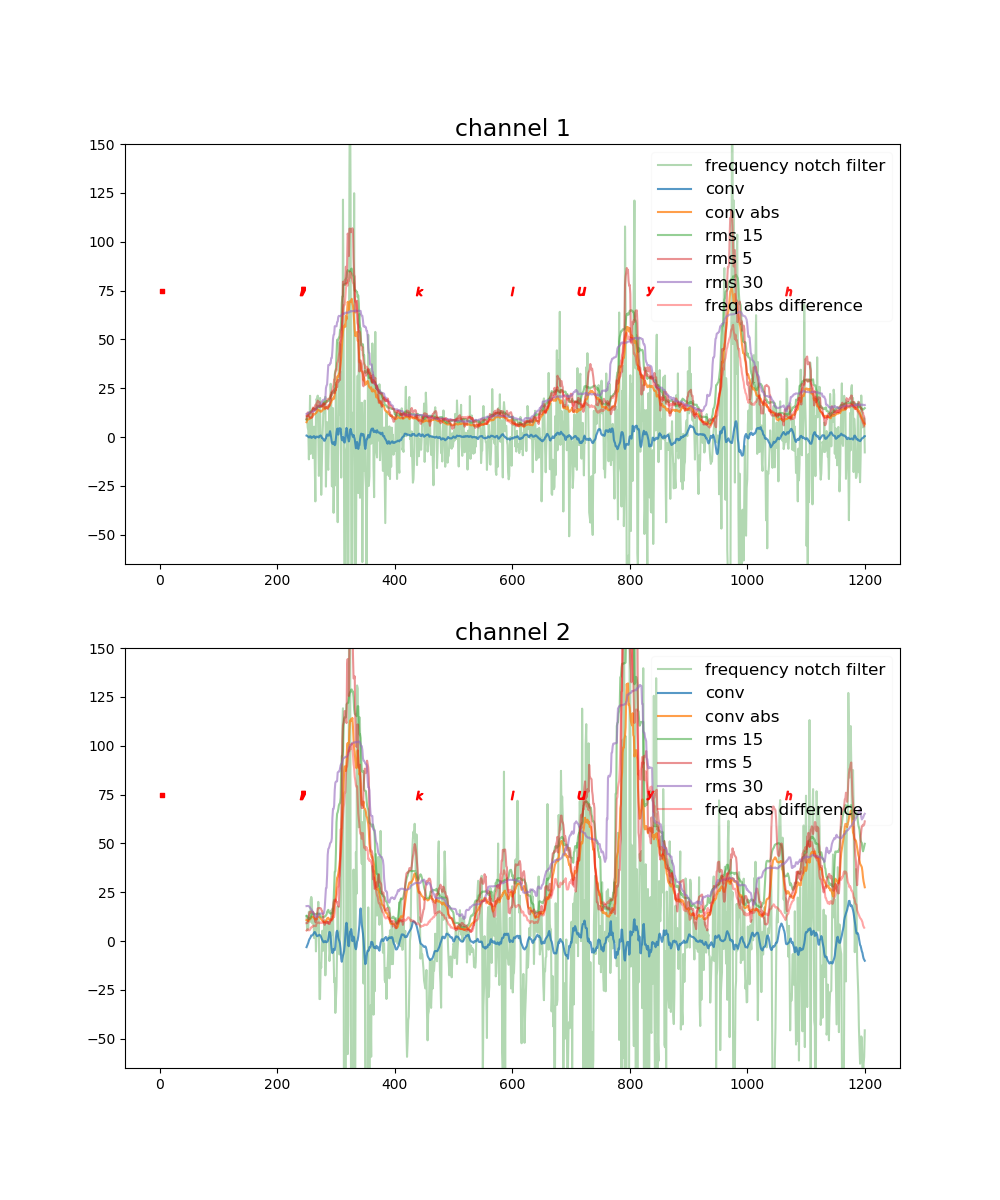 channel 1
150
125
100
75
50
25
0
−25
−50
frequency notch filter
conv
conv abs
rms 15
rms 5
rms 30
freq abs difference
k l u y h
0 200 400 600 800 1000 1200
channel 2
150
125
100
75
50
25
0
−25
−50
frequency notch filter
conv
conv abs
rms 15
rms 5
rms 30
freq abs difference
k l u y h
0 200 400 600 800 1000 1200